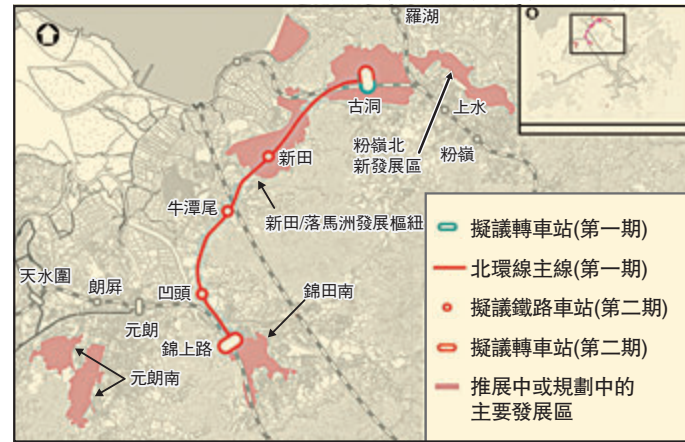 羅湖
古洞
上水
粉嶺北
新發展區
粉嶺
新田
牛潭尾
新田/落馬洲發展樞紐
天水圍
朗屏
凹頭
錦田南
元朗
錦上路
元朗南
擬議轉車站(第一期)
北環線主線(第一期)
擬議鐵路車站(第二期)
擬議轉車站(第二期)
推展中或規劃中的
主要發展區